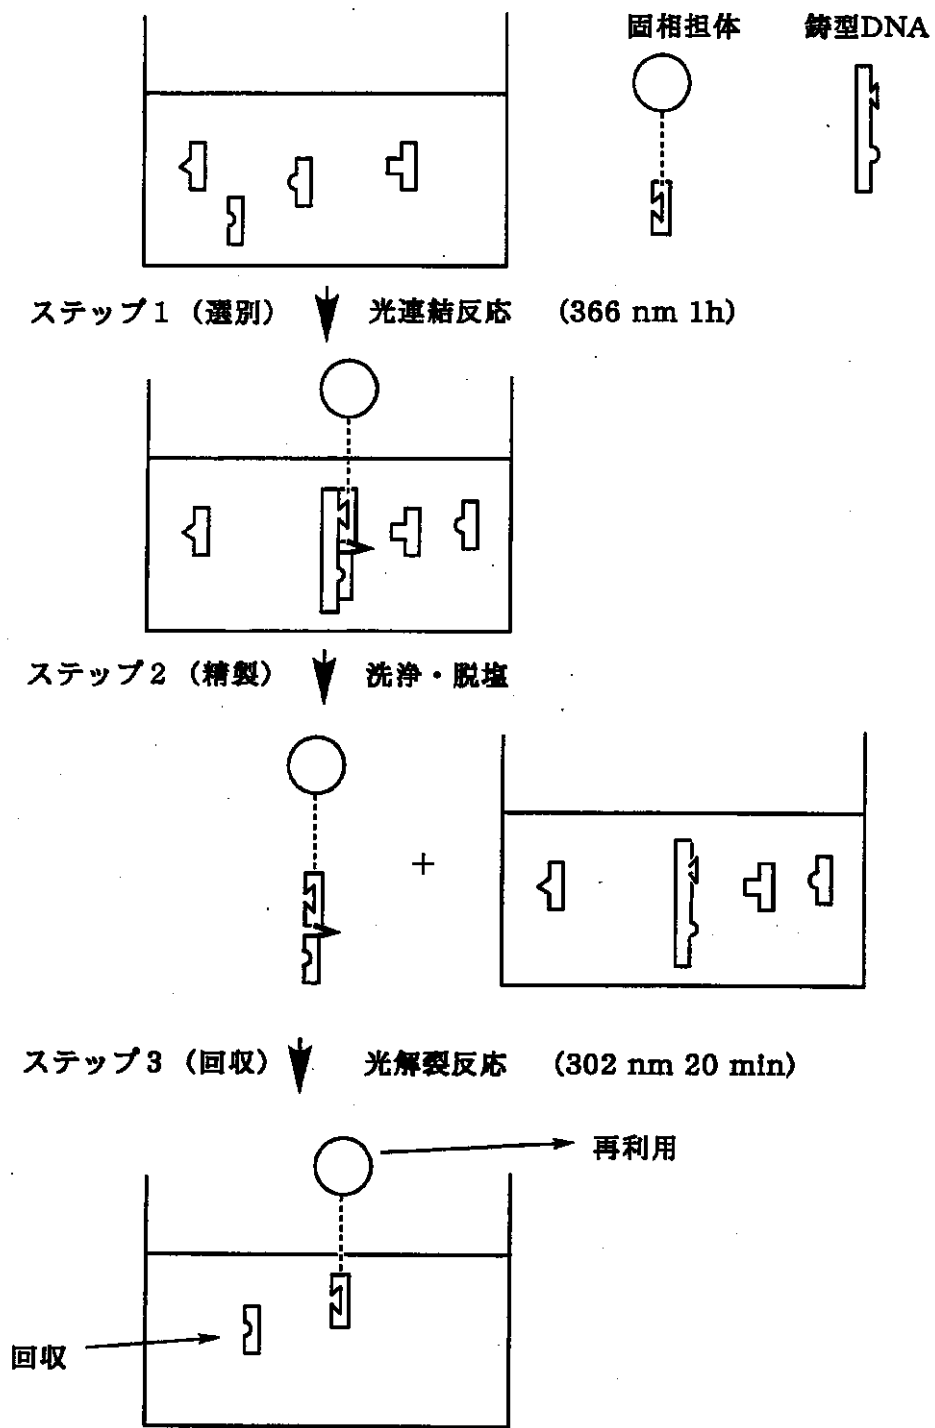 固相担体 鋳型DNA
ステップ1（選別） 光連結反応 (366 nm 1h)
ステップ2（精製） 洗浄・脱塩
+
ステップ3（回収） 光解裂反応 (302 nm 20 min)
再利用
回収